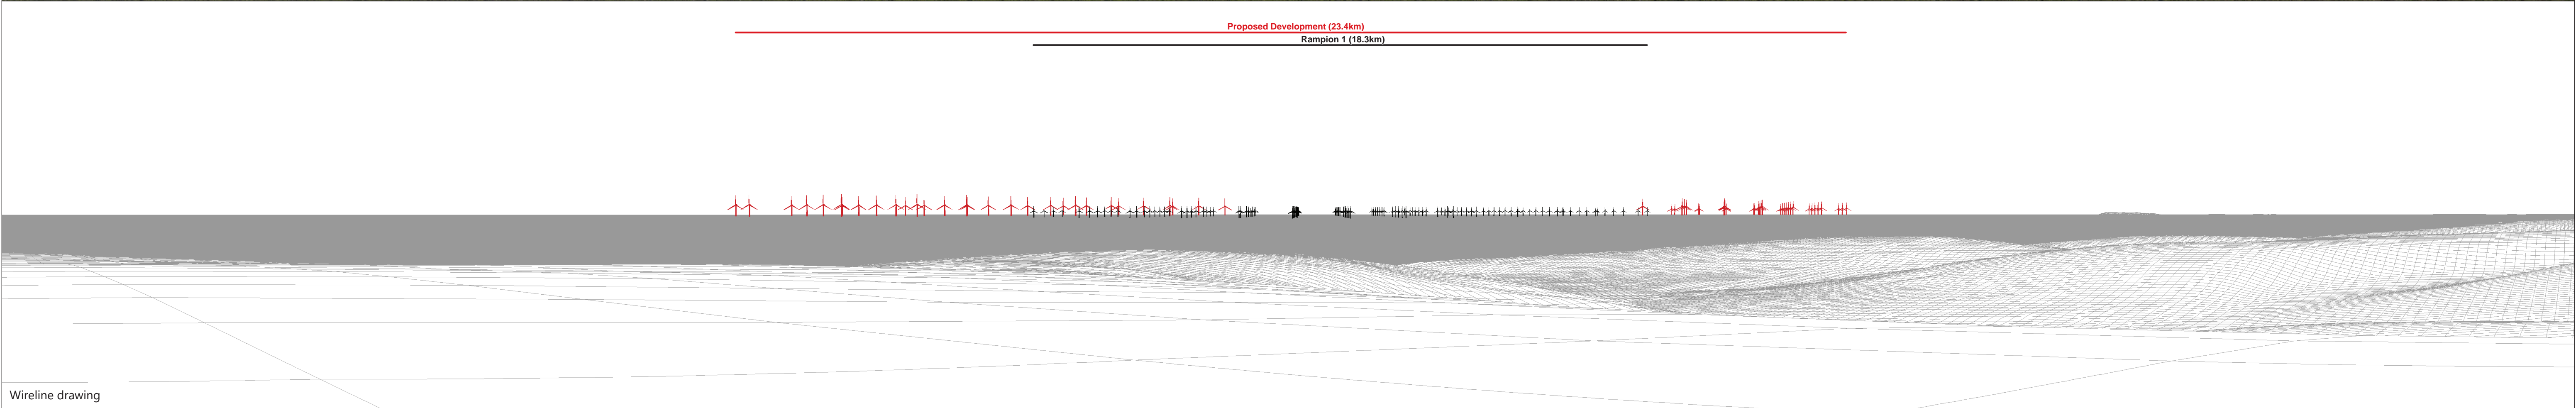 Proposed Development (23.4km)
Rampion 1 (18.3km)
Wireline drawing